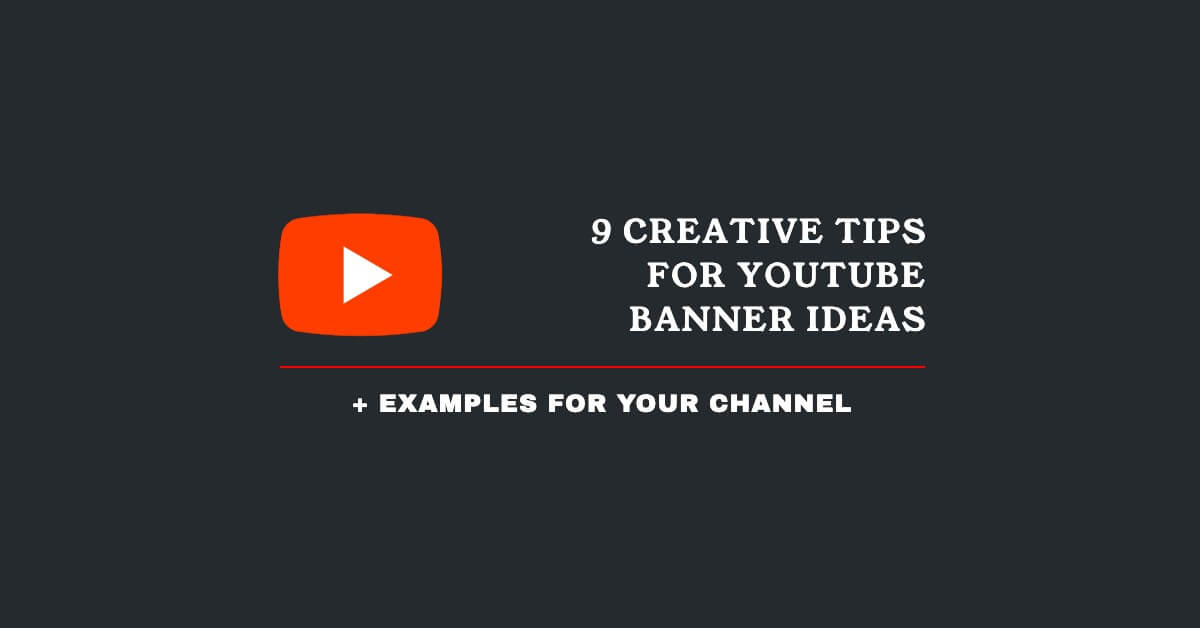 9 CREATIVE TIPS
FOR YOUTUBE
BANNER IDEAS
+ EXAMPLES FOR YOUR CHANNEL